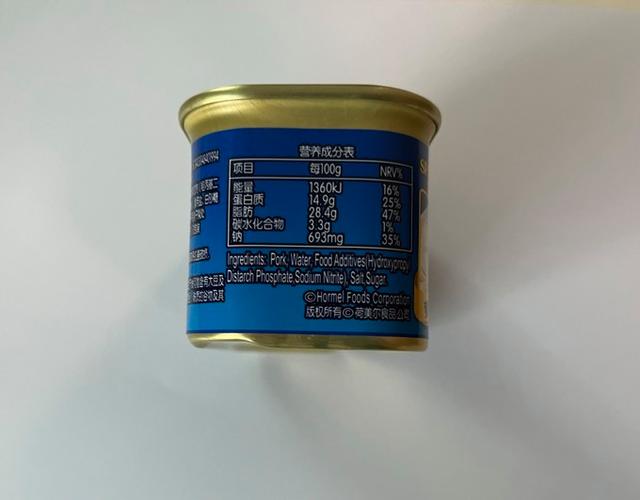 营养成分表
项目 每100g NRV%
能量 1360kJ 16%
蛋白质 14.9g 25%
脂肪 28.4g 47%
碳水化合物 3.3g 1%
钠 693mg 35%
Ingredients: Pork, Water, Food Additives(Hydroxypropyl
Distarch Phosphate,Sodium Nitrite), Salt,Sugar.
©Hormel Foods Corporation
版权所有©荷美尔食品公司